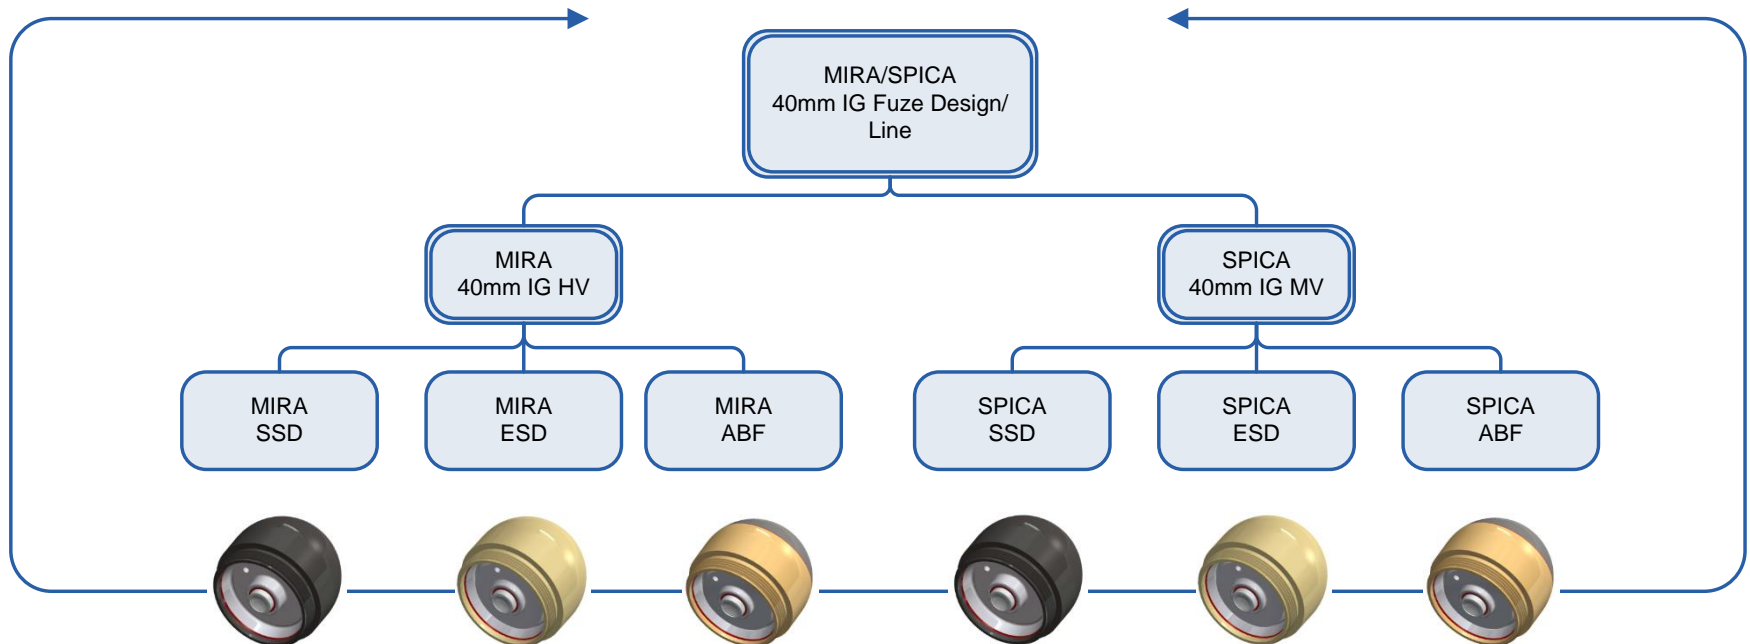 MIRA/SPICA
40mm IG Fuze Design/
Line
MIRA
40mm IG HV
SPICA
40mm IG MV
MIRA
SSD
MIRA
ESD
MIRA
ABF
SPICA
SSD
SPICA
ESD
SPICA
ABF